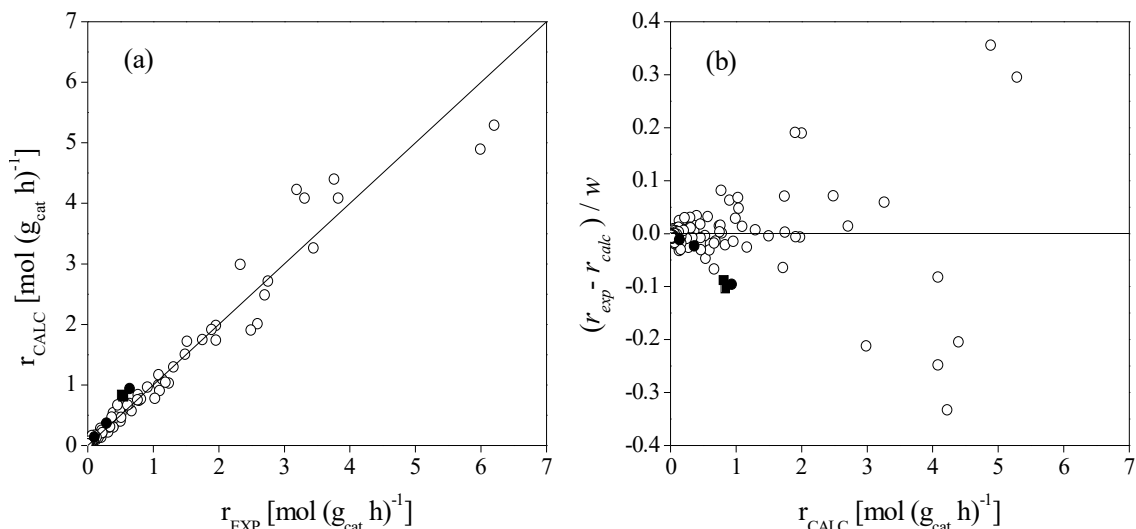 (a)
7
6
5
4
3
2
1
0
r_CALC [mol (g_cat h)^-1]
0 1 2 3 4 5 6 7
r_EXP [mol (g_cat h)^-1]
(b)
0.4
0.3
0.2
0.1
0.0
-0.1
-0.2
-0.3
-0.4
(r_exp - r_calc) / w
0 1 2 3 4 5 6 7
r_CALC [mol (g_cat h)^-1]